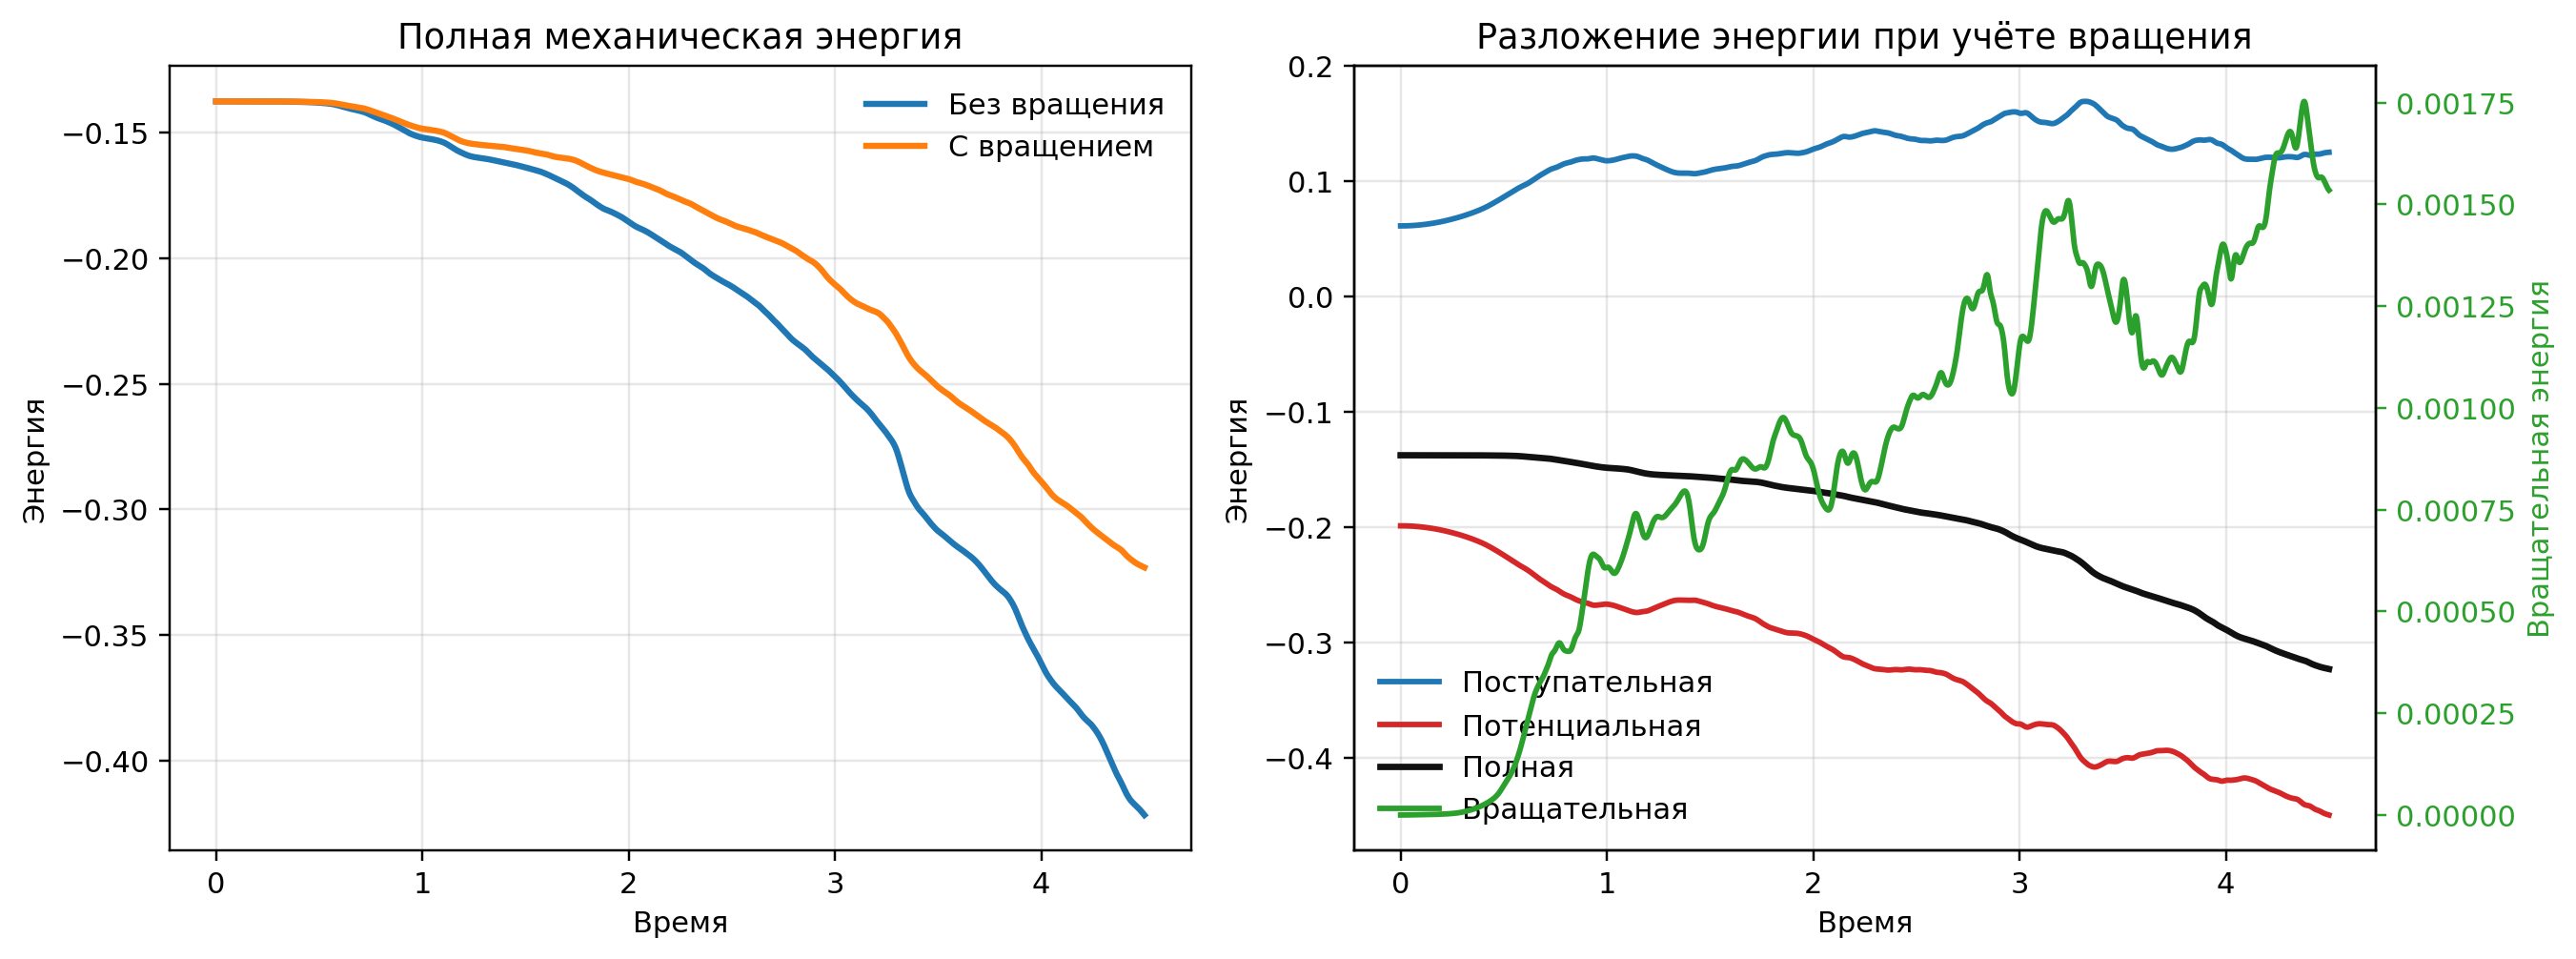 Полная механическая энергия
Энергия
−0.15
−0.20
−0.25
−0.30
−0.35
−0.40
Без вращения
С вращением
0 1 2 3 4
Время
Разложение энергии при учёте вращения
Энергия
0.2
0.1
0.0
−0.1
−0.2
−0.3
−0.4
Поступательная
Потенциальная
Полная
Вращательная
0 1 2 3 4
Время
0.00175
0.00150
0.00125
0.00100
0.00075
0.00050
0.00025
0.00000
Вращательная энергия